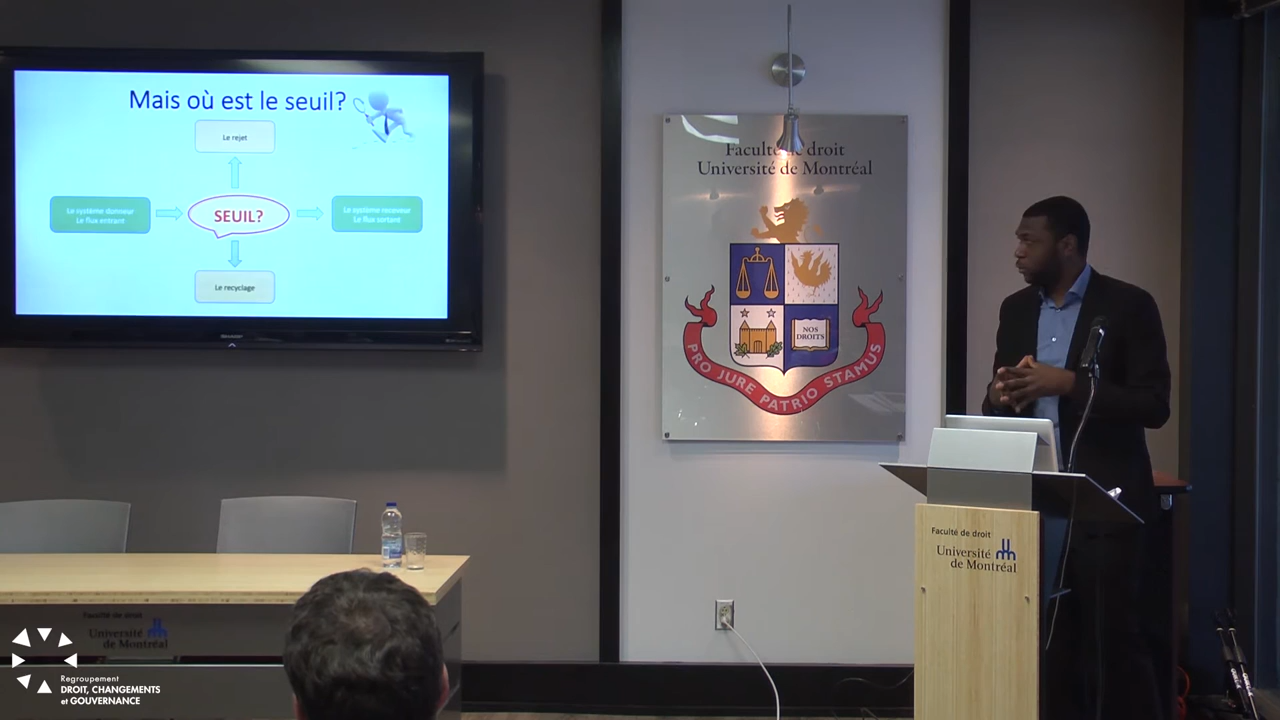 Mais où est le seuil?
Le rejet
Le système donneur
Le flux entrant
SEUIL?
Le système receveur
Le flux sortant
Le recyclage
Faculté de droit
Université de Montréal
NOS
DROITS
PRO JURE PATRIO STAMUS
Faculté de droit
Université
de Montréal
Faculté de droit
Université
de Montréal
Regroupement
DROIT, CHANGEMENTS
et GOUVERNANCE